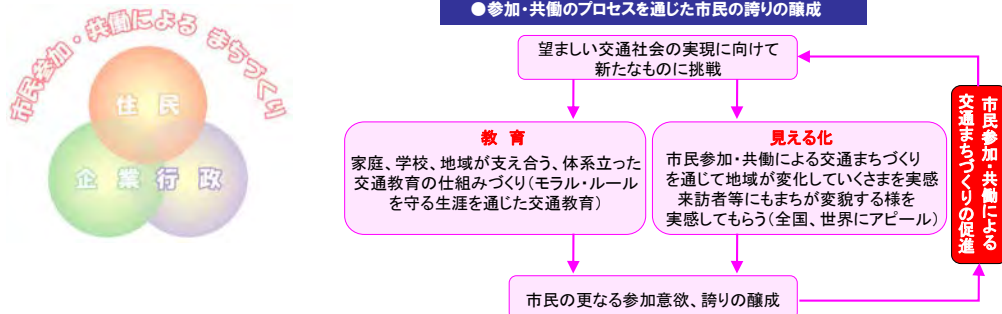 市民参加・共働による まちづくり
住 民
企 業 行 政
●参加・共働のプロセスを通じた市民の誇りの醸成
望ましい交通社会の実現に向けて
新たなものに挑戦
教 育
家庭、学校、地域が支え合う、体系立った
交通教育の仕組みづくり(モラル・ルール
を守る生涯を通じた交通教育)
見える化
市民参加・共働による交通まちづくり
を通じて地域が変化していくさまを実感
来訪者等にもまちが変貌する様を
実感してもらう(全国、世界にアピール)
市民参加・共働による
交通まちづくりの促進
市民の更なる参加意欲、誇りの醸成